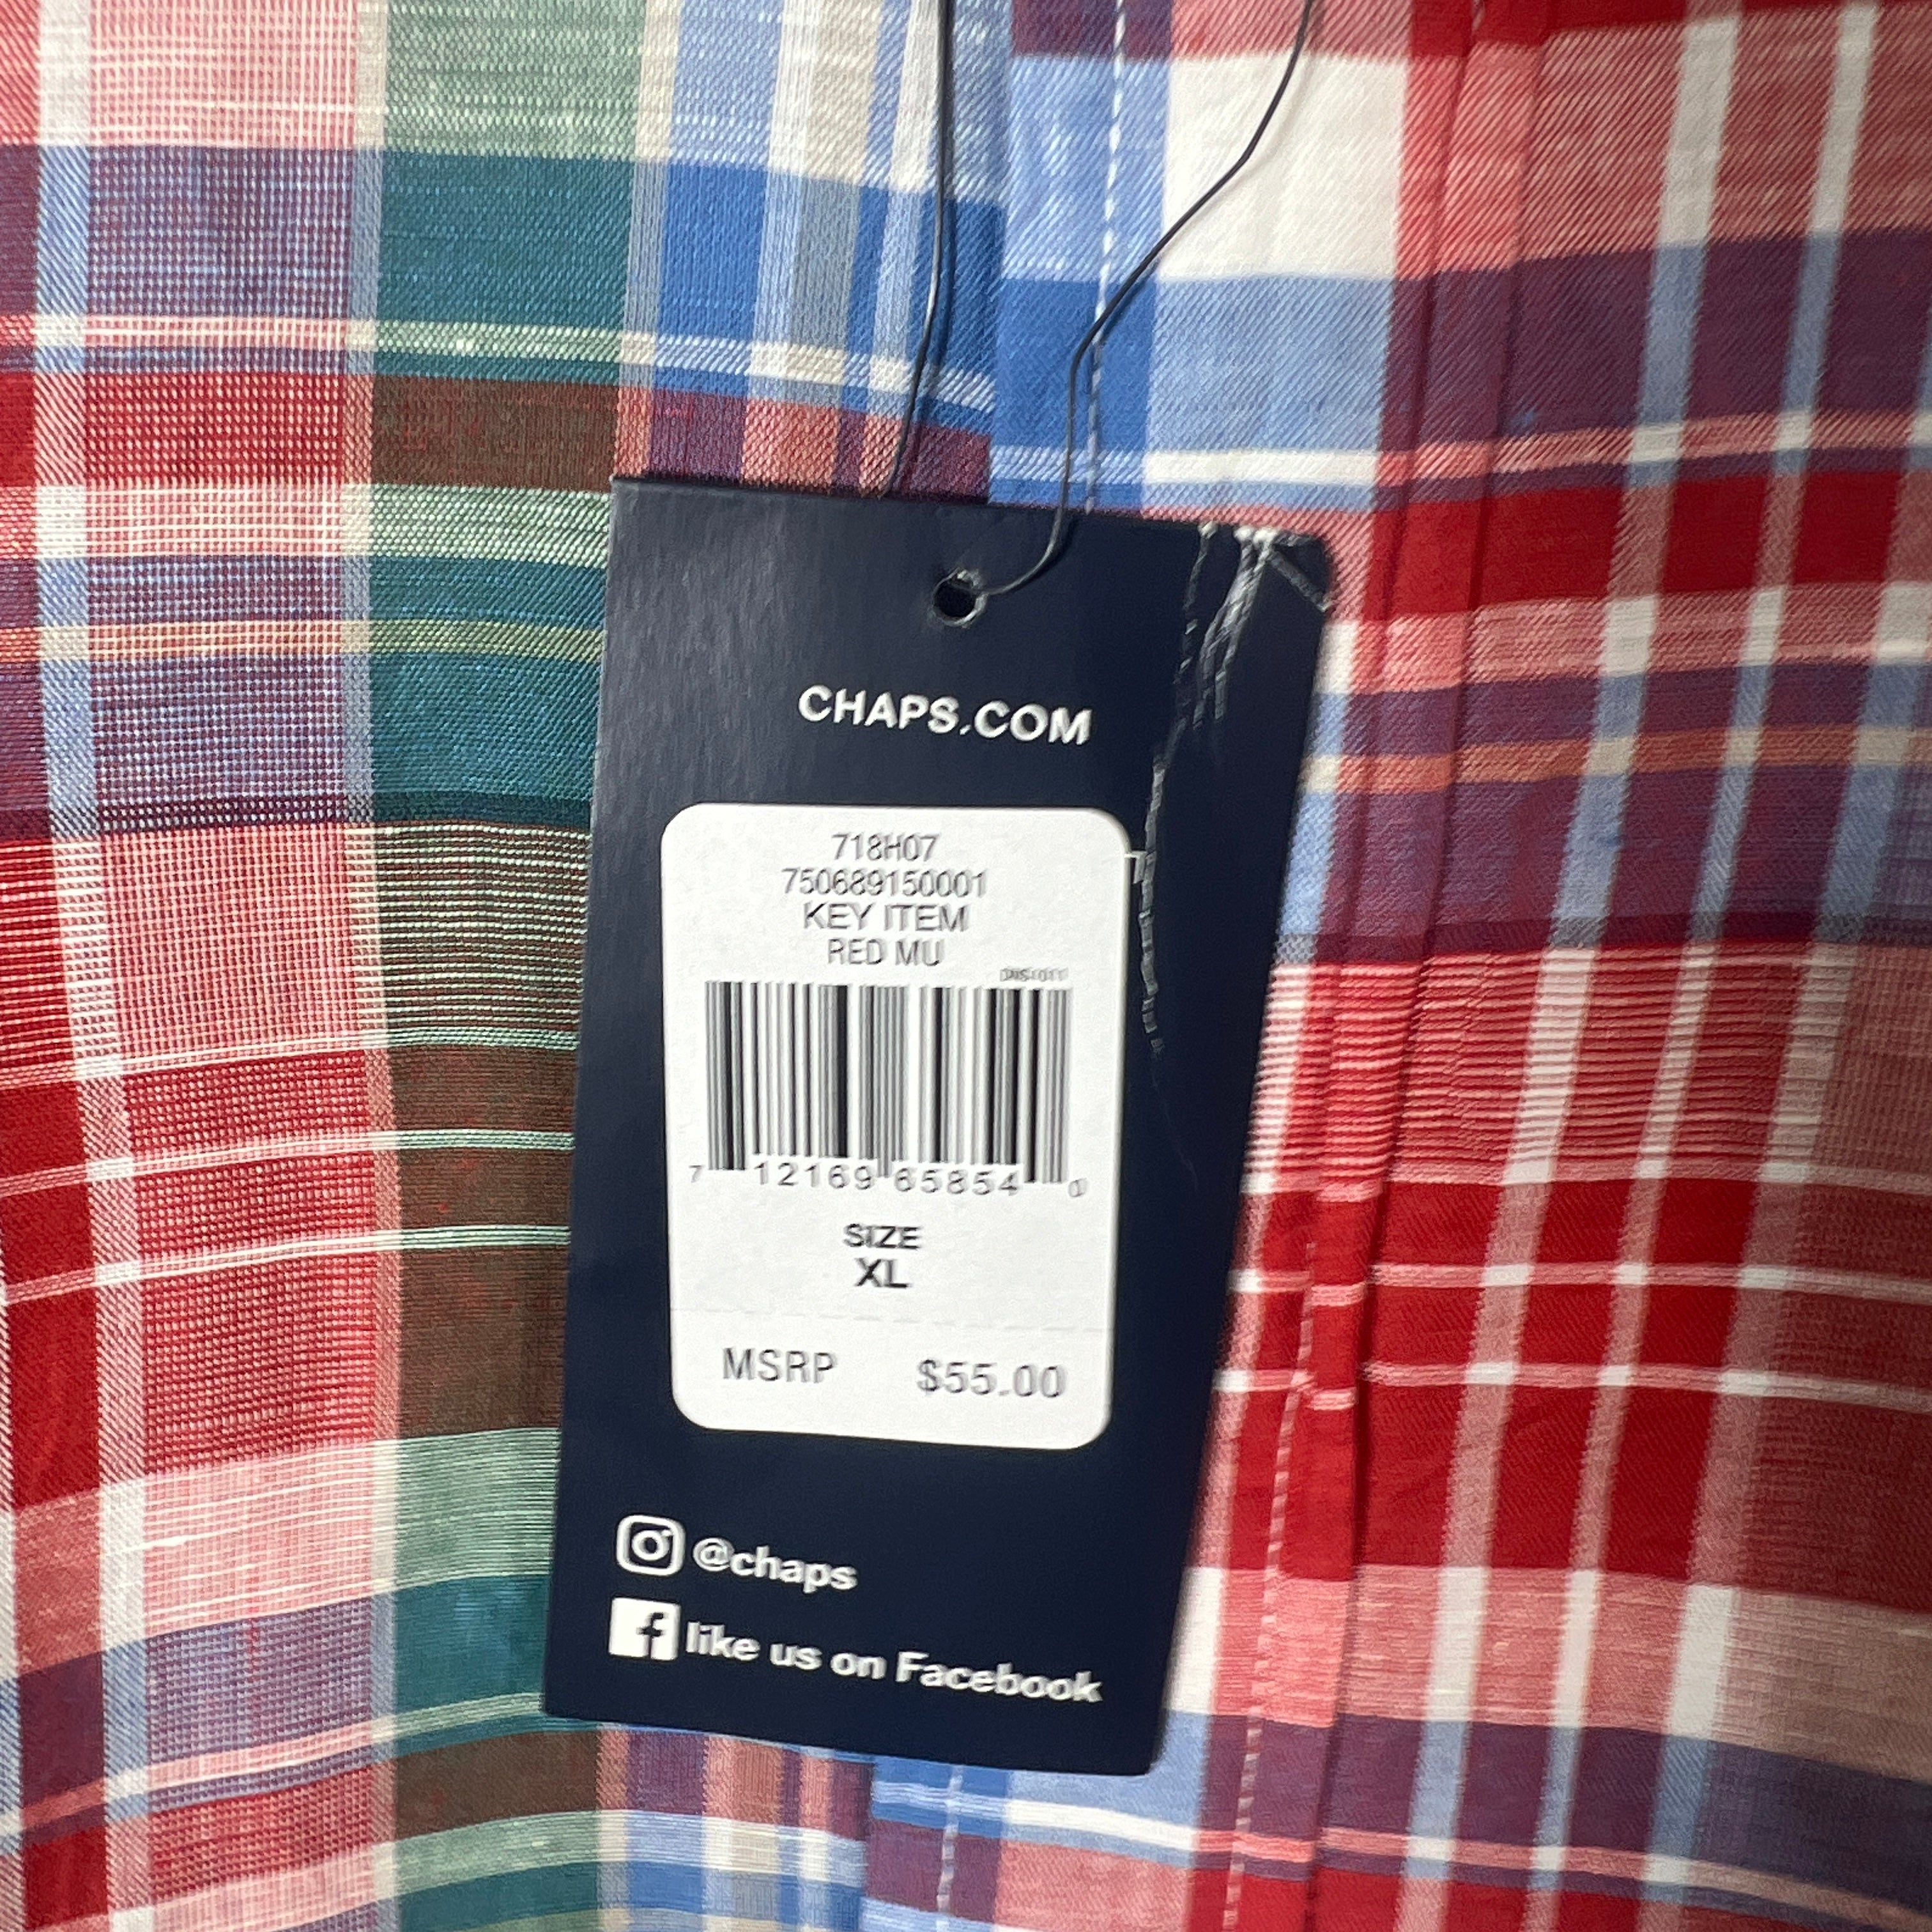 CHAPS.COM
718H07
750689150001
KEY ITEM
RED MU
7 12169 65854 0
SIZE
XL
MSRP $55.00
@chaps
like us on Facebook